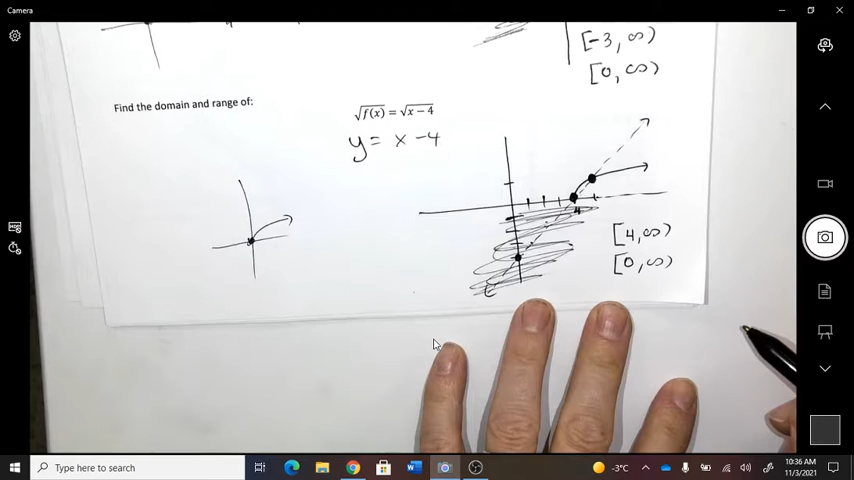 Camera
[-3, ∞)
[0, ∞)
Find the domain and range of:
√f(x) = √x − 4
y = x - 4
4
[4, ∞)
[0, ∞)
Type here to search
-3°C
10:36 AM
11/3/2021